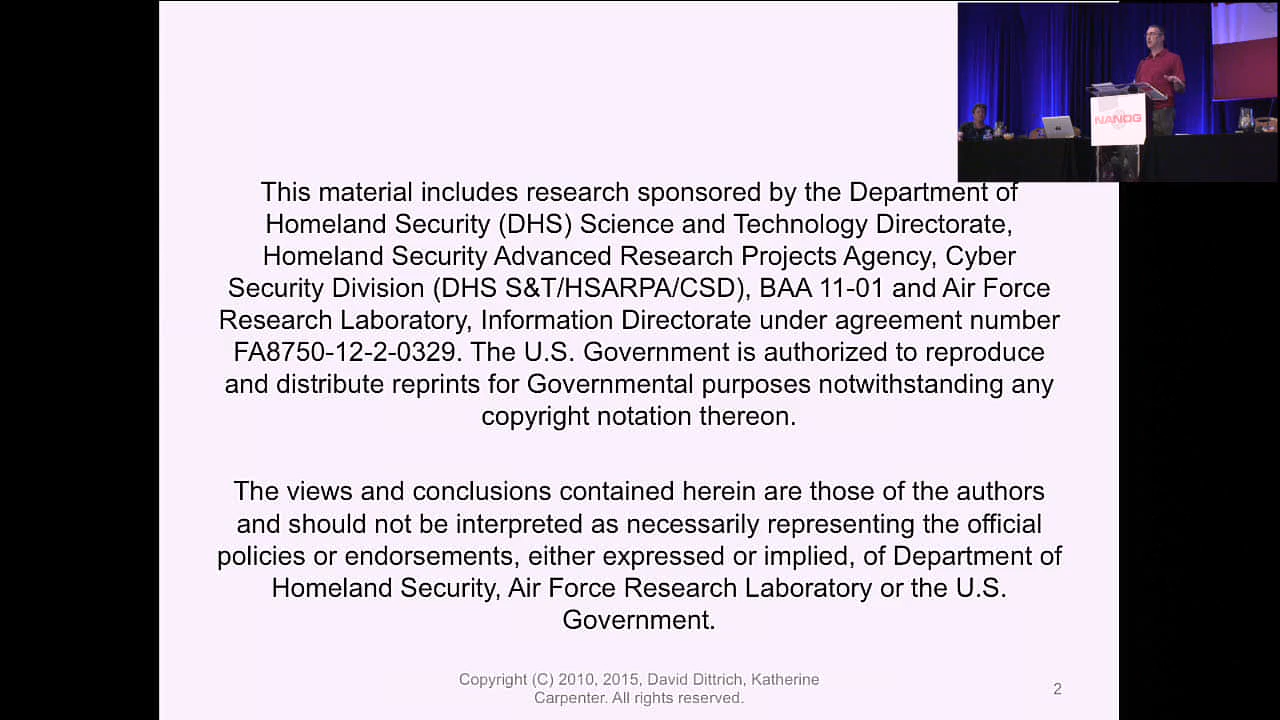 NANOG
This material includes research sponsored by the Department of
Homeland Security (DHS) Science and Technology Directorate,
Homeland Security Advanced Research Projects Agency, Cyber
Security Division (DHS S&T/HSARPA/CSD), BAA 11-01 and Air Force
Research Laboratory, Information Directorate under agreement number
FA8750-12-2-0329. The U.S. Government is authorized to reproduce
and distribute reprints for Governmental purposes notwithstanding any
copyright notation thereon.
The views and conclusions contained herein are those of the authors
and should not be interpreted as necessarily representing the official
policies or endorsements, either expressed or implied, of Department of
Homeland Security, Air Force Research Laboratory or the U.S.
Government.
Copyright (C) 2010, 2015, David Dittrich, Katherine
Carpenter. All rights reserved.
2